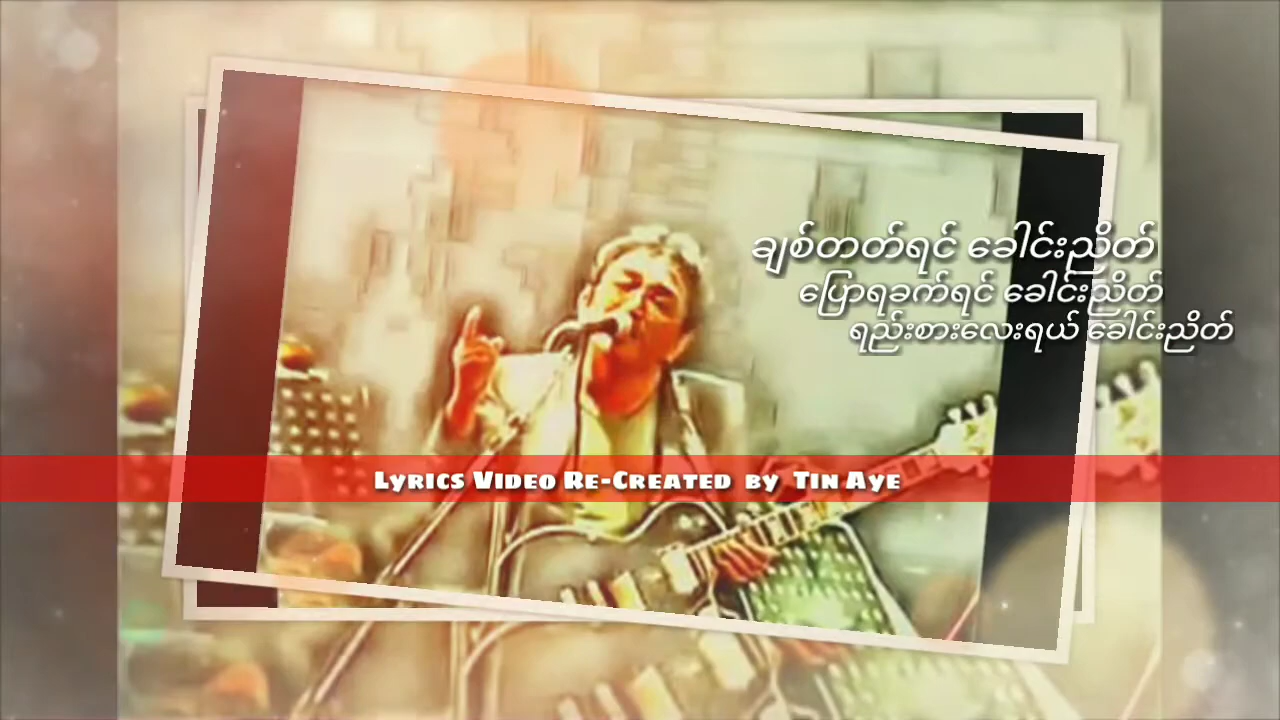 ချစ်တတ်ရင် ခေါင်းညိတ်
ပြောရခက်ရင် ခေါင်းညိတ်
ရည်းစားလေးရယ် ခေါင်းညိတ်
Lyrics Video Re-Created by Tin Aye